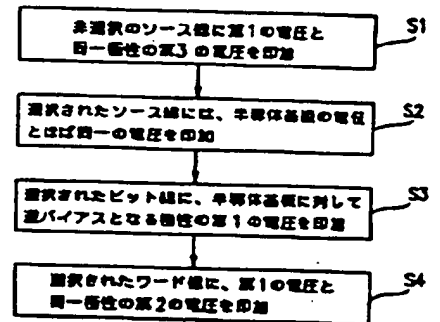 非選択のソース線に第1の電圧と
同一極性の第3の電圧を印加
S1
選択されたソース線には、半導体基板の電位
とほぼ同一の電圧を印加
S2
選択されたビット線に、半導体基板に対して
逆バイアスとなる極性の第1の電圧を印加
S3
選択されたワード線に、第1の電圧と
同一極性の第2の電圧を印加
S4